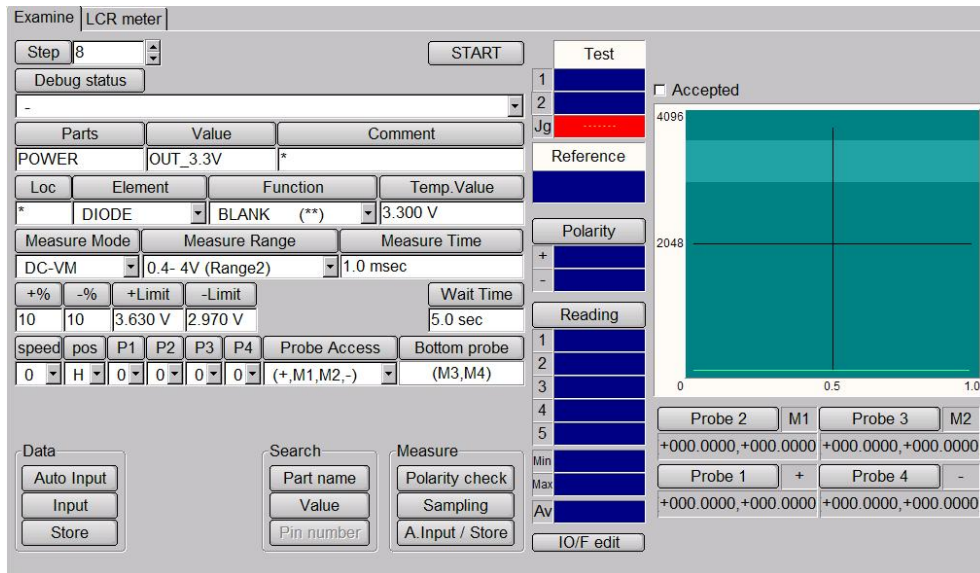 Examine LCR meter
Step 8 START
Debug status
-
Parts Value Comment
POWER OUT_3.3V *
Loc Element Function Temp.Value
* DIODE BLANK (**) 3.300 V
Measure Mode Measure Range Measure Time
DC-VM 0.4- 4V (Range2) 1.0 msec
+% -% +Limit -Limit Wait Time
10 10 3.630 V 2.970 V 5.0 sec
speed pos P1 P2 P3 P4 Probe Access Bottom probe
0 H 0 0 0 0 (+,M1,M2,-) (M3,M4)
Data
Auto Input
Input
Store
Search
Part name
Value
Pin number
Measure
Polarity check
Sampling
A.Input / Store
Test
1
2
Jg -------
Reference
Polarity
+
-
Reading
1
2
3
4
5
Min
Max
Av
IO/F edit
Accepted
4096
2048
0 0.5 1.0
Probe 2 M1 Probe 3 M2
+000.0000,+000.0000 +000.0000,+000.0000
Probe 1 + Probe 4 -
+000.0000,+000.0000 +000.0000,+000.0000